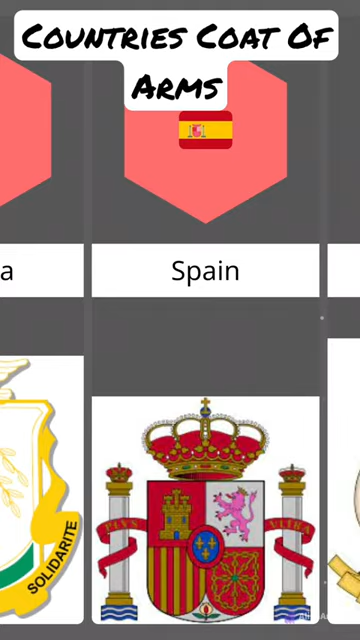 Countries Coat Of
Arms
a
Spain
PLVS
VLTRA
SOLIDARITE